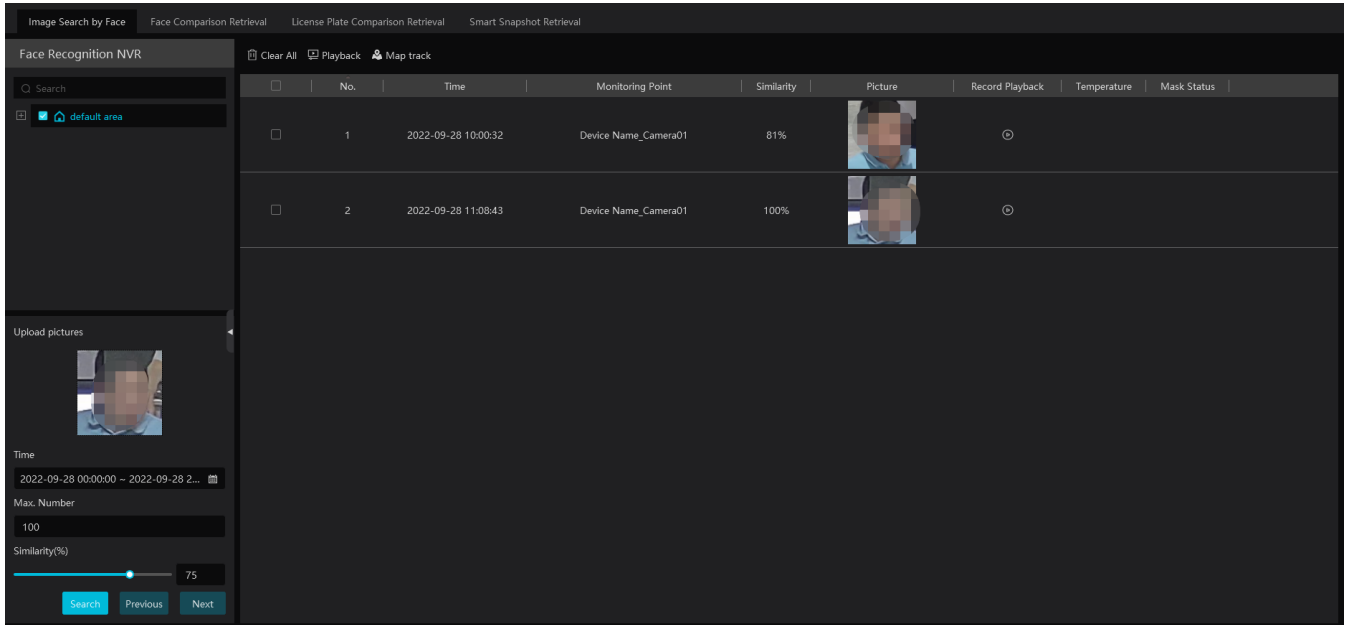 Image Search by Face Face Comparison Retrieval License Plate Comparison Retrieval Smart Snapshot Retrieval
Face Recognition NVR
Search
default area
Clear All Playback Map track
No. Time Monitoring Point Similarity Picture Record Playback Temperature Mask Status
1 2022-09-28 10:00:32 Device Name_Camera01 81%
2 2022-09-28 11:08:43 Device Name_Camera01 100%
Upload pictures
Time
2022-09-28 00:00:00 ~ 2022-09-28 2...
Max. Number
100
Similarity(%)
75
Search Previous Next